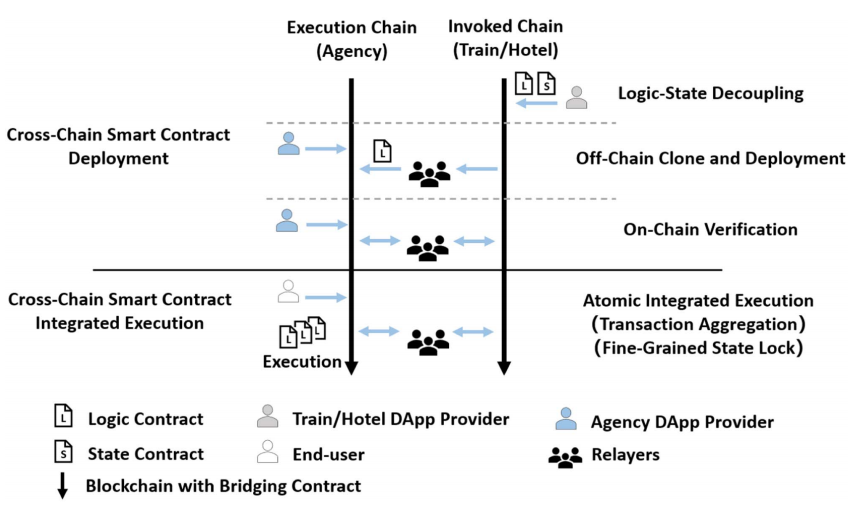 Execution Chain
(Agency)
Invoked Chain
(Train/Hotel)
L S
Logic-State Decoupling
Cross-Chain Smart Contract
Deployment
L
Off-Chain Clone and Deployment
On-Chain Verification
Cross-Chain Smart Contract
Integrated Execution
L L L
Execution
Atomic Integrated Execution
(Transaction Aggregation)
(Fine-Grained State Lock)
L Logic Contract
Train/Hotel DApp Provider
Agency DApp Provider
S State Contract
End-user
Relayers
Blockchain with Bridging Contract